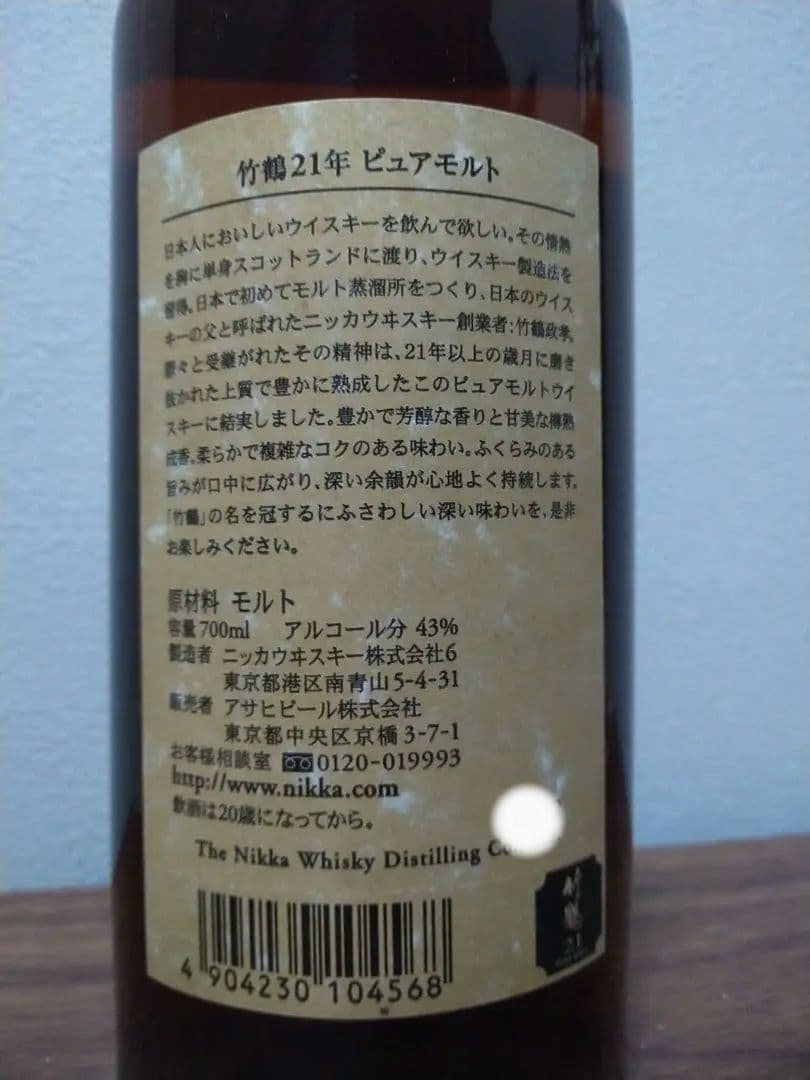 竹鶴21年 ピュアモルト
日本人においしいウイスキーを飲んで欲しい。その情熱
を胸に単身スコットランドに渡り、ウイスキー製造法を
習得。日本で初めてモルト蒸溜所をつくり、日本のウイス
キーの父と呼ばれたニッカウヰスキー創業者:竹鶴政孝。
脈々と受継がれたその精神は、21年以上の歳月に磨き
抜かれた上質で豊かに熟成したこのピュアモルトウイ
スキーに結実しました。豊かで芳醇な香りと甘美な樽熟
成香。柔らかで複雑なコクのある味わい。ふくらみのある
旨みが口中に広がり、深い余韻が心地よく持続します。
「竹鶴」の名を冠するにふさわしい深い味わいを、是非
お楽しみください。
原材料 モルト
容量700ml アルコール分 43%
製造者 ニッカウヰスキー株式会社6
東京都港区南青山5-4-31
販売者 アサヒビール株式会社
東京都中央区京橋3-7-1
お客様相談室 0120-019993
http://www.nikka.com
飲酒は20歳になってから。
The Nikka Whisky Distilling
竹鶴
21
4 904230 104568